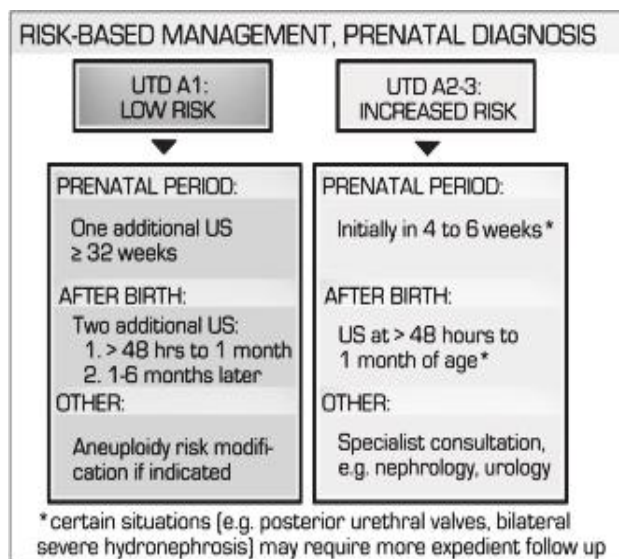 RISK-BASED MANAGEMENT, PRENATAL DIAGNOSIS
UTD A1:
LOW RISK
PRENATAL PERIOD:
One additional US
≥ 32 weeks
AFTER BIRTH:
Two additional US:
1. > 48 hrs to 1 month
2. 1-6 months later
OTHER:
Aneuploidy risk modifi-
cation if indicated
UTD A2-3:
INCREASED RISK
PRENATAL PERIOD:
Initially in 4 to 6 weeks*
AFTER BIRTH:
US at > 48 hours to
1 month of age*
OTHER:
Specialist consultation,
e.g. nephrology, urology
*certain situations (e.g. posterior urethral valves, bilateral
severe hydronephrosis) may require more expedient follow up